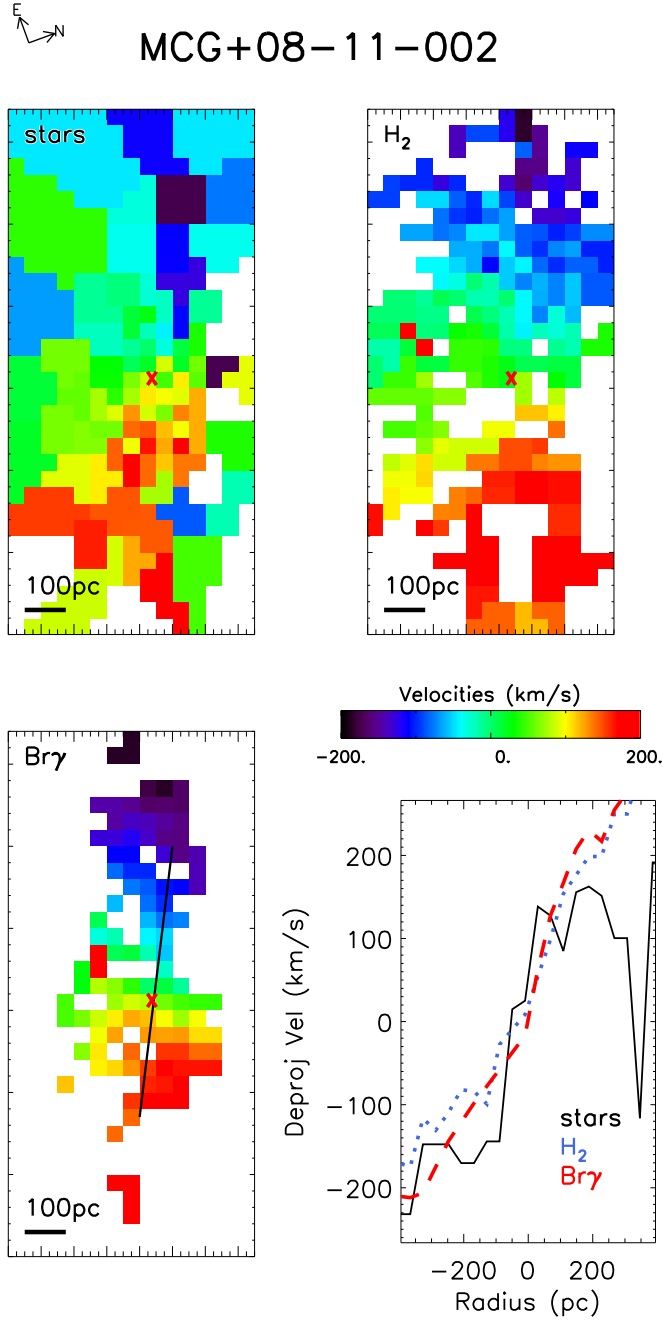 E
N
MCG+08-11-002
stars
H₂
100pc
100pc
Brγ
Velocities (km/s)
-200. 0. 200.
100pc
200
100
0
-100
-200
Deproj Vel (km/s)
stars
H₂
Brγ
-200 0 200
Radius (pc)